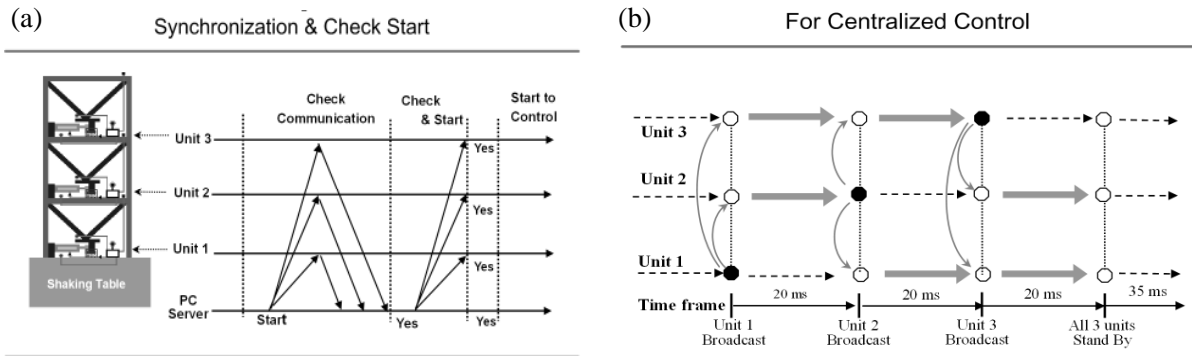 (a)
Synchronization & Check Start
Check
Communication
Check
& Start
Start to
Control
Unit 3
Yes
Unit 2
Yes
Unit 1
Yes
Shaking Table
PC
Server
Start
Yes
Yes
(b)
For Centralized Control
Unit 3
Unit 2
Unit 1
Time frame
20 ms
20 ms
20 ms
35 ms
Unit 1
Broadcast
Unit 2
Broadcast
Unit 3
Broadcast
All 3 units
Stand By